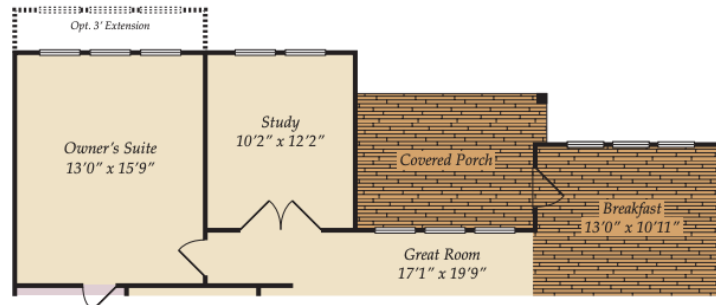 Opt. 3' Extension
Owner's Suite
13'0" x 15'9"
Study
10'2" x 12'2"
Covered Porch
Breakfast
13'0" x 10'11"
Great Room
17'1" x 19'9"